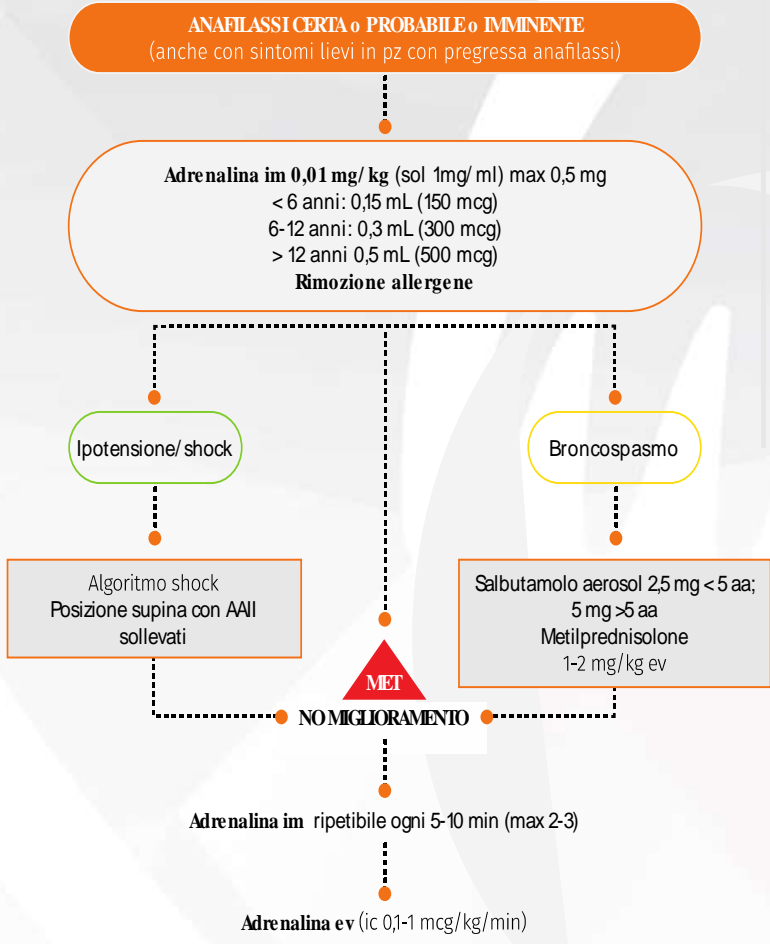 ANAFILASSI CERTA o PROBABILE o IMMINENTE
(anche con sintomi lievi in pz con pregressa anafilassi)
Adrenalina im 0,01 mg/kg (sol 1mg/ml) max 0,5 mg
< 6 anni: 0,15 mL (150 mcg)
6-12 anni: 0,3 mL (300 mcg)
> 12 anni 0,5 mL (500 mcg)
Rimozione allergene
Ipotensione/shock
Broncospasmo
Algoritmo shock
Posizione supina con AAII
sollevati
Salbutamolo aerosol 2,5 mg < 5 aa;
5 mg >5 aa
Metilprednisolone
1-2 mg/kg ev
MET
NO MIGLIORAMENTO
Adrenalina im ripetibile ogni 5-10 min (max 2-3)
Adrenalina ev (ic 0,1-1 mcg/kg/min)